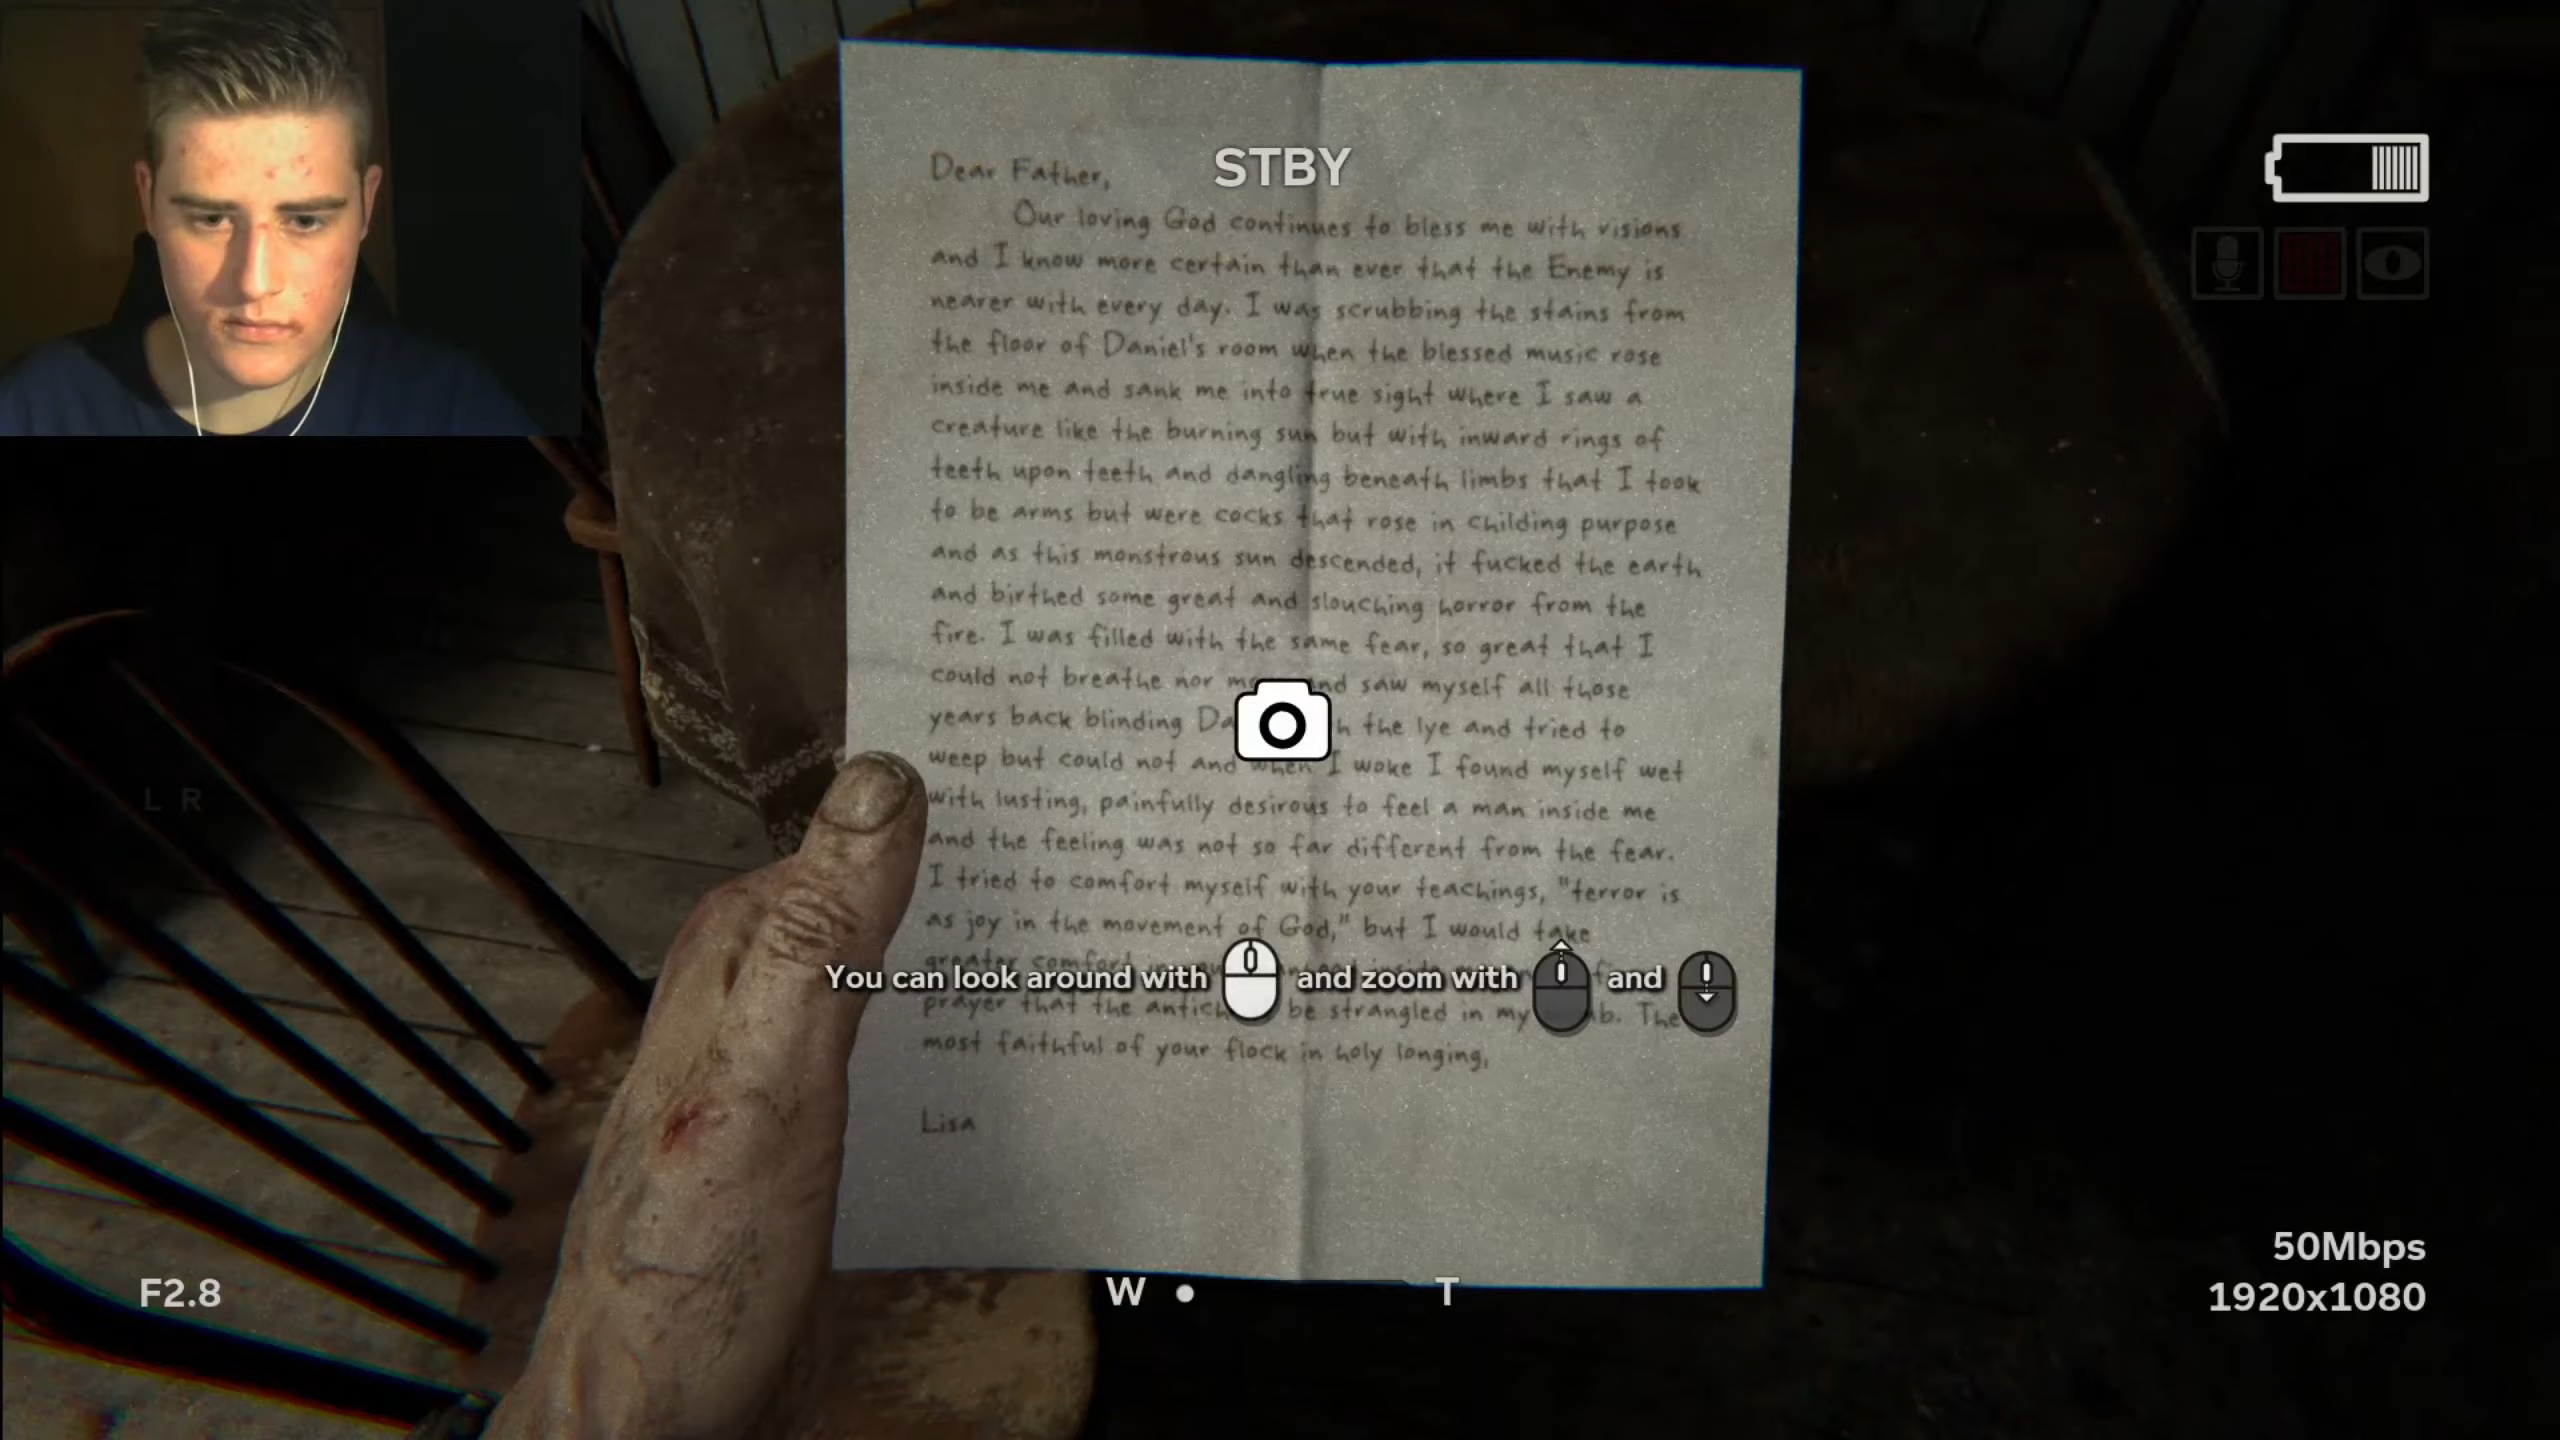 STBY
Dear Father,
Our loving God continues to bless me with visions
and I know more certain than ever that the Enemy is
nearer with every day. I was scrubbing the stains from
the floor of Daniel's room when the blessed music rose
inside me and sank me into true sight where I saw a
creature like the burning sun but with inward rings of
teeth upon teeth and dangling beneath limbs that I took
to be arms but were cocks that rose in childing purpose
and as this monstrous sun descended, it fucked the earth
and birthed some great and slouching horror from the
fire. I was filled with the same fear, so great that I
could not breathe nor and saw myself all those
years back blinding the lye and tried to
weep but could not and when I woke I found myself wet
with lusting, painfully desirous to feel a man inside me
and the feeling was not so far different from the fear.
I tried to comfort myself with your teachings, "terror is
as joy in the movement of God," but I would take
greater comfort inside
You can look around with and zoom with and
prayer that the be strangled in my The
most faithful of your flock in holy longing,
Lisa
L R
F2.8
W T
50Mbps
1920x1080